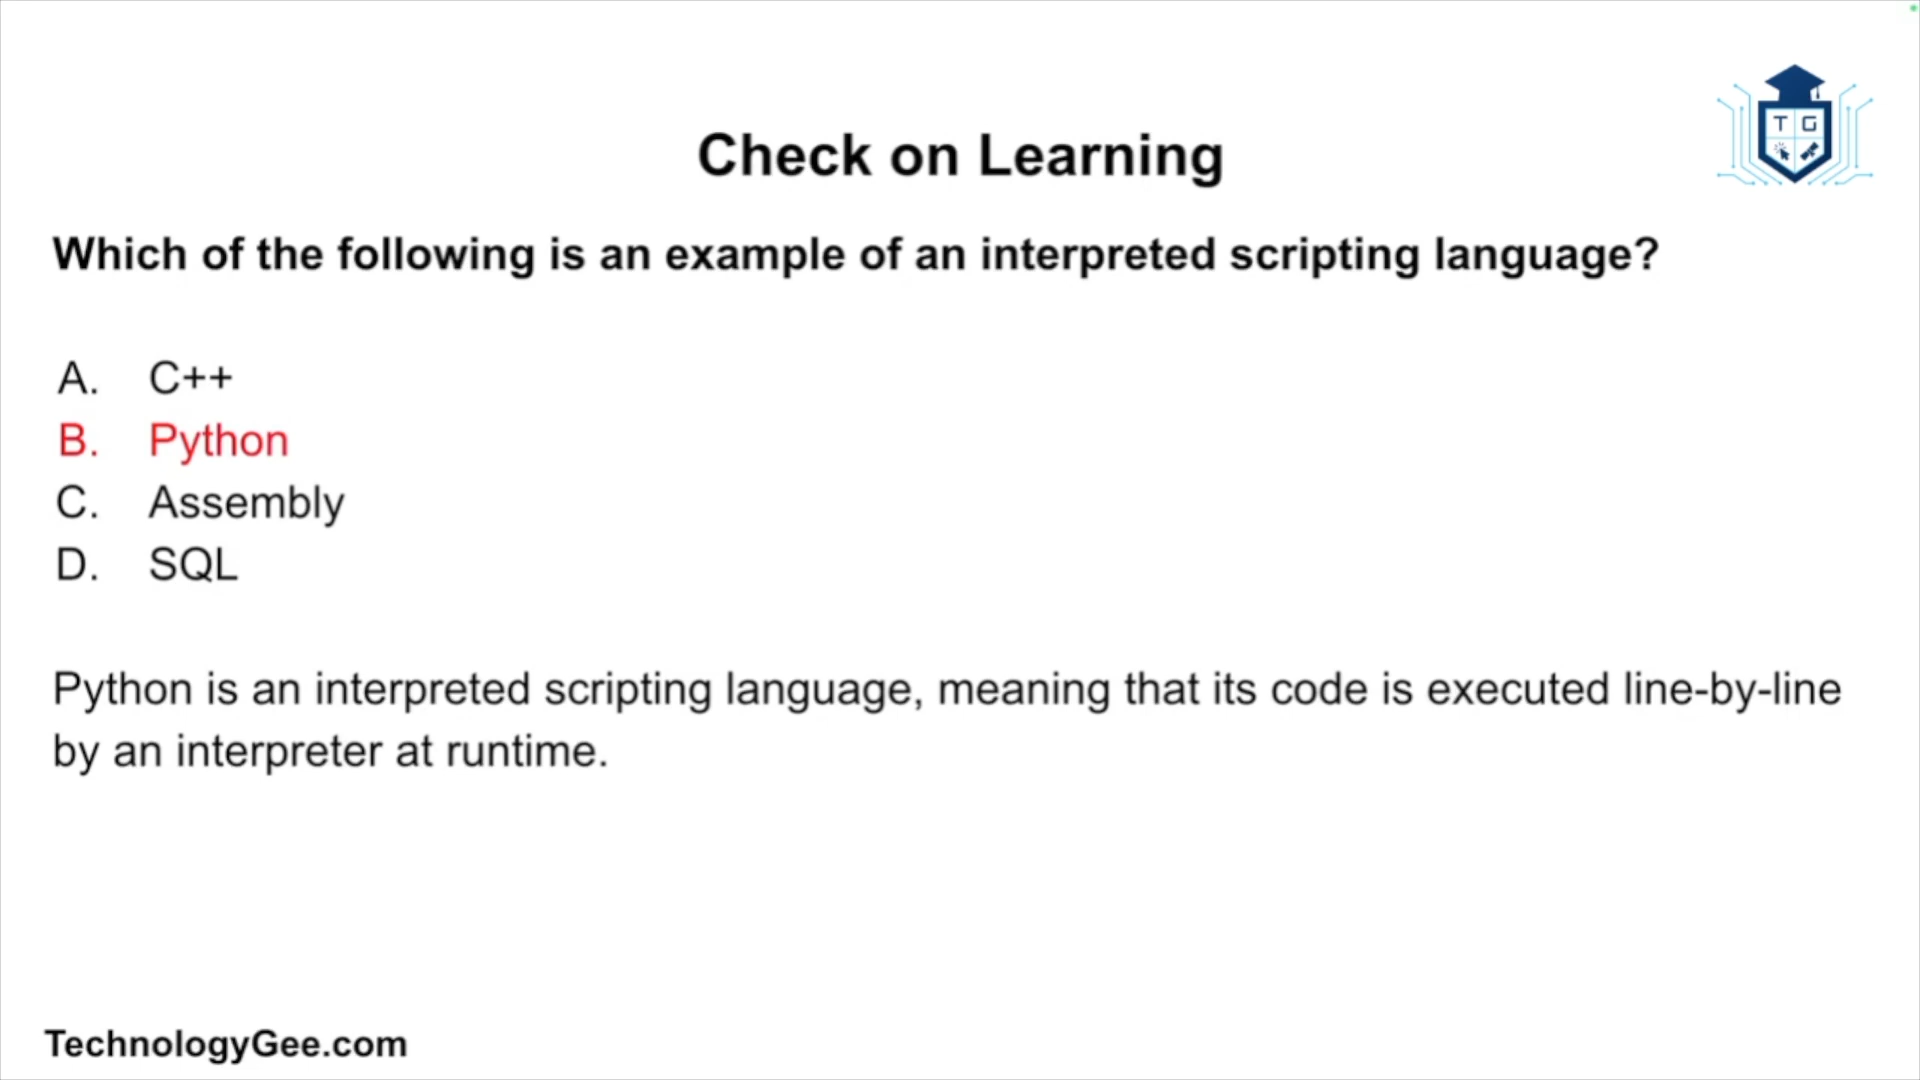 T G
Check on Learning
Which of the following is an example of an interpreted scripting language?
A. C++
B. Python
C. Assembly
D. SQL
Python is an interpreted scripting language, meaning that its code is executed line-by-line
by an interpreter at runtime.
TechnologyGee.com